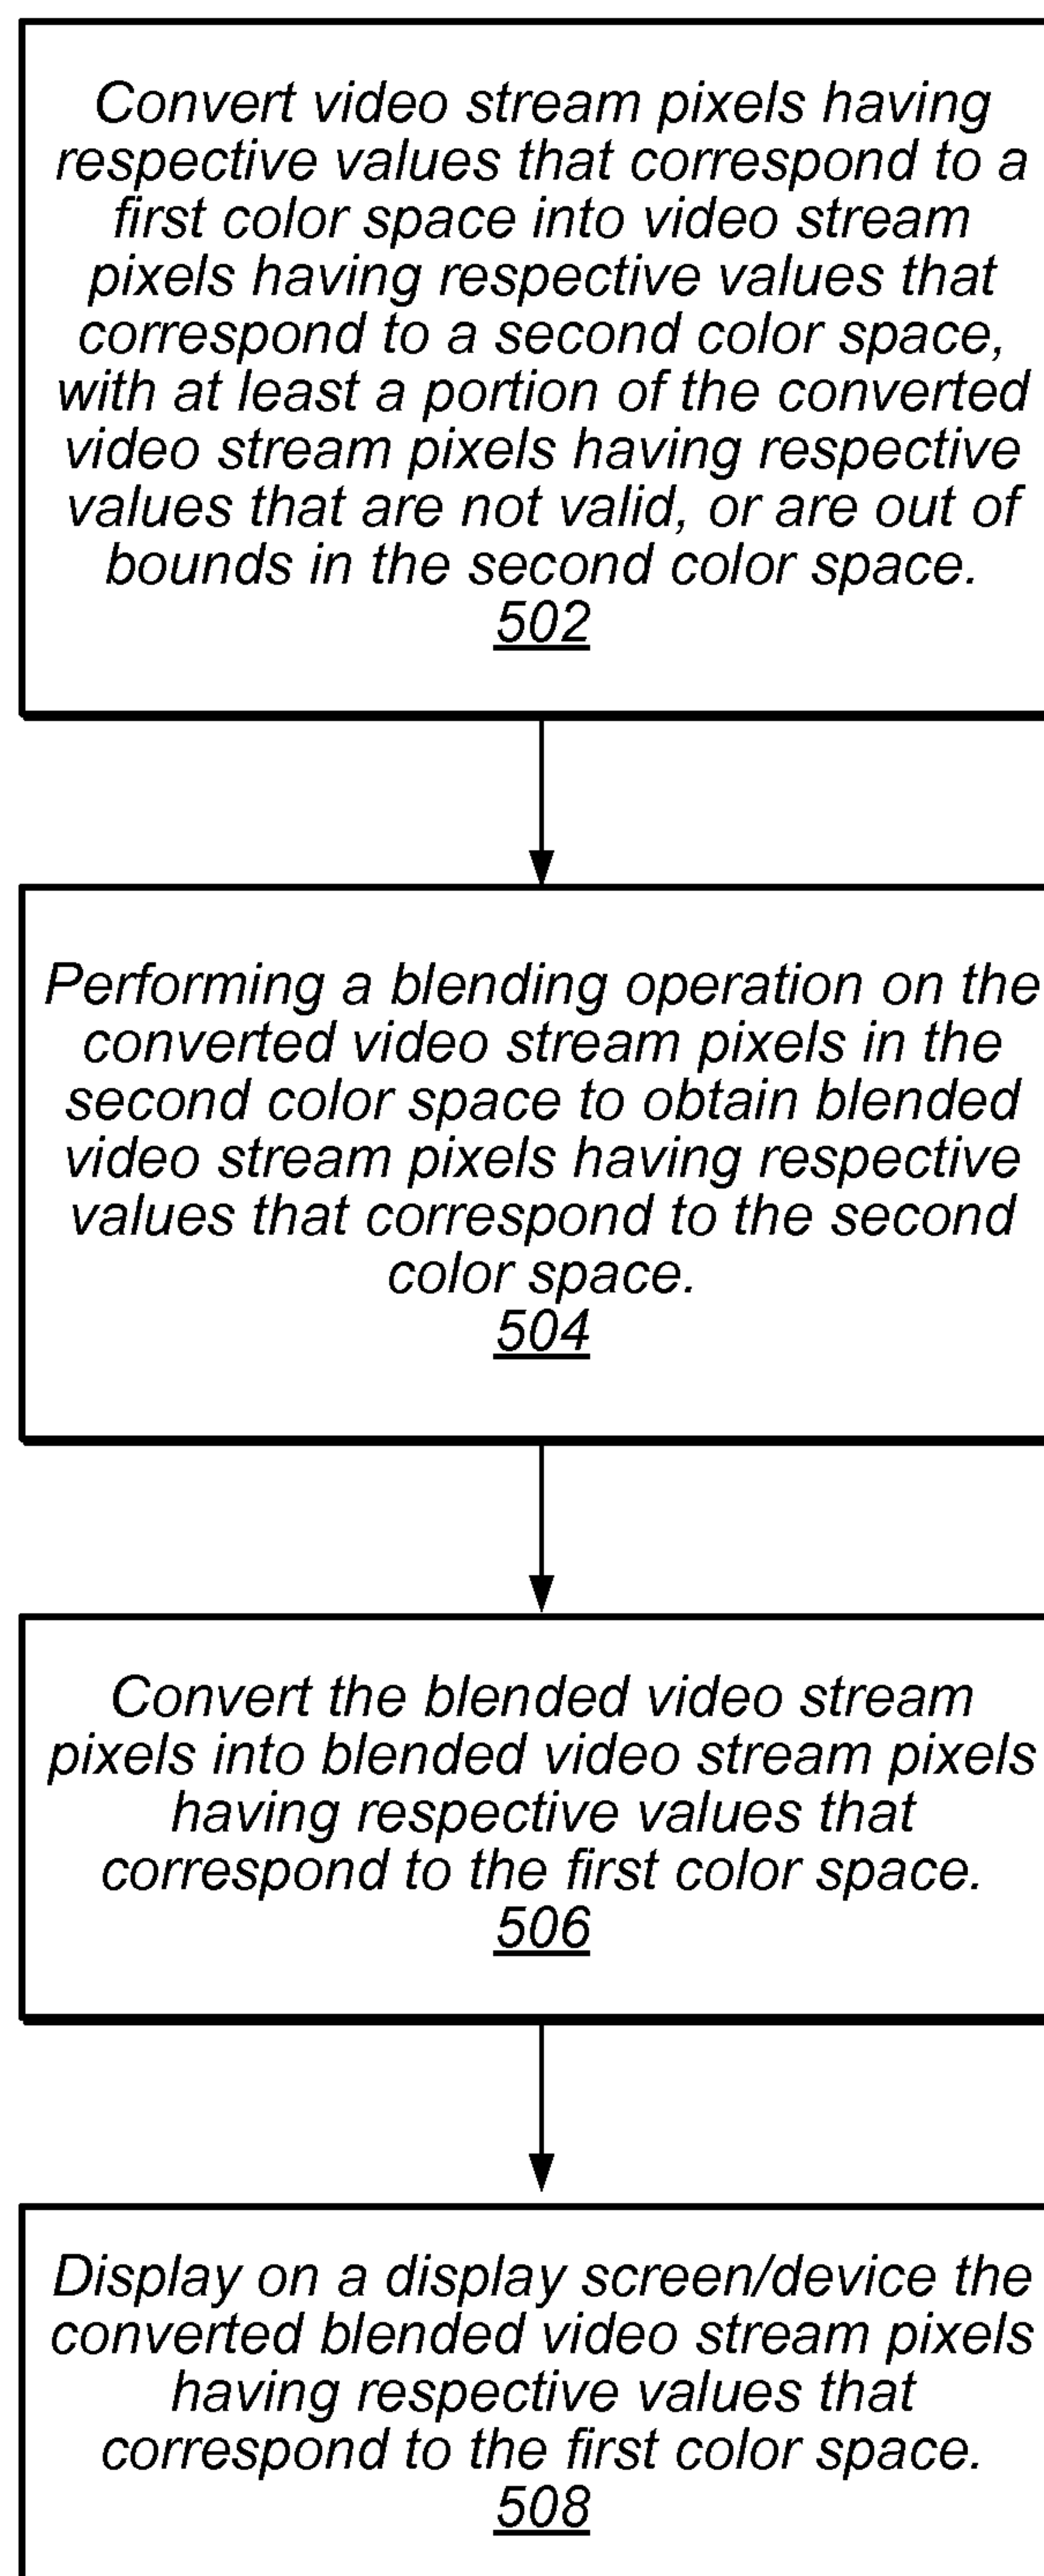 Convert video stream pixels having
respective values that correspond to a
first color space into video stream
pixels having respective values that
correspond to a second color space,
with at least a portion of the converted
video stream pixels having respective
values that are not valid, or are out of
bounds in the second color space.
502
Performing a blending operation on the
converted video stream pixels in the
second color space to obtain blended
video stream pixels having respective
values that correspond to the second
color space.
504
Convert the blended video stream
pixels into blended video stream pixels
having respective values that
correspond to the first color space.
506
Display on a display screen/device the
converted blended video stream pixels
having respective values that
correspond to the first color space.
508